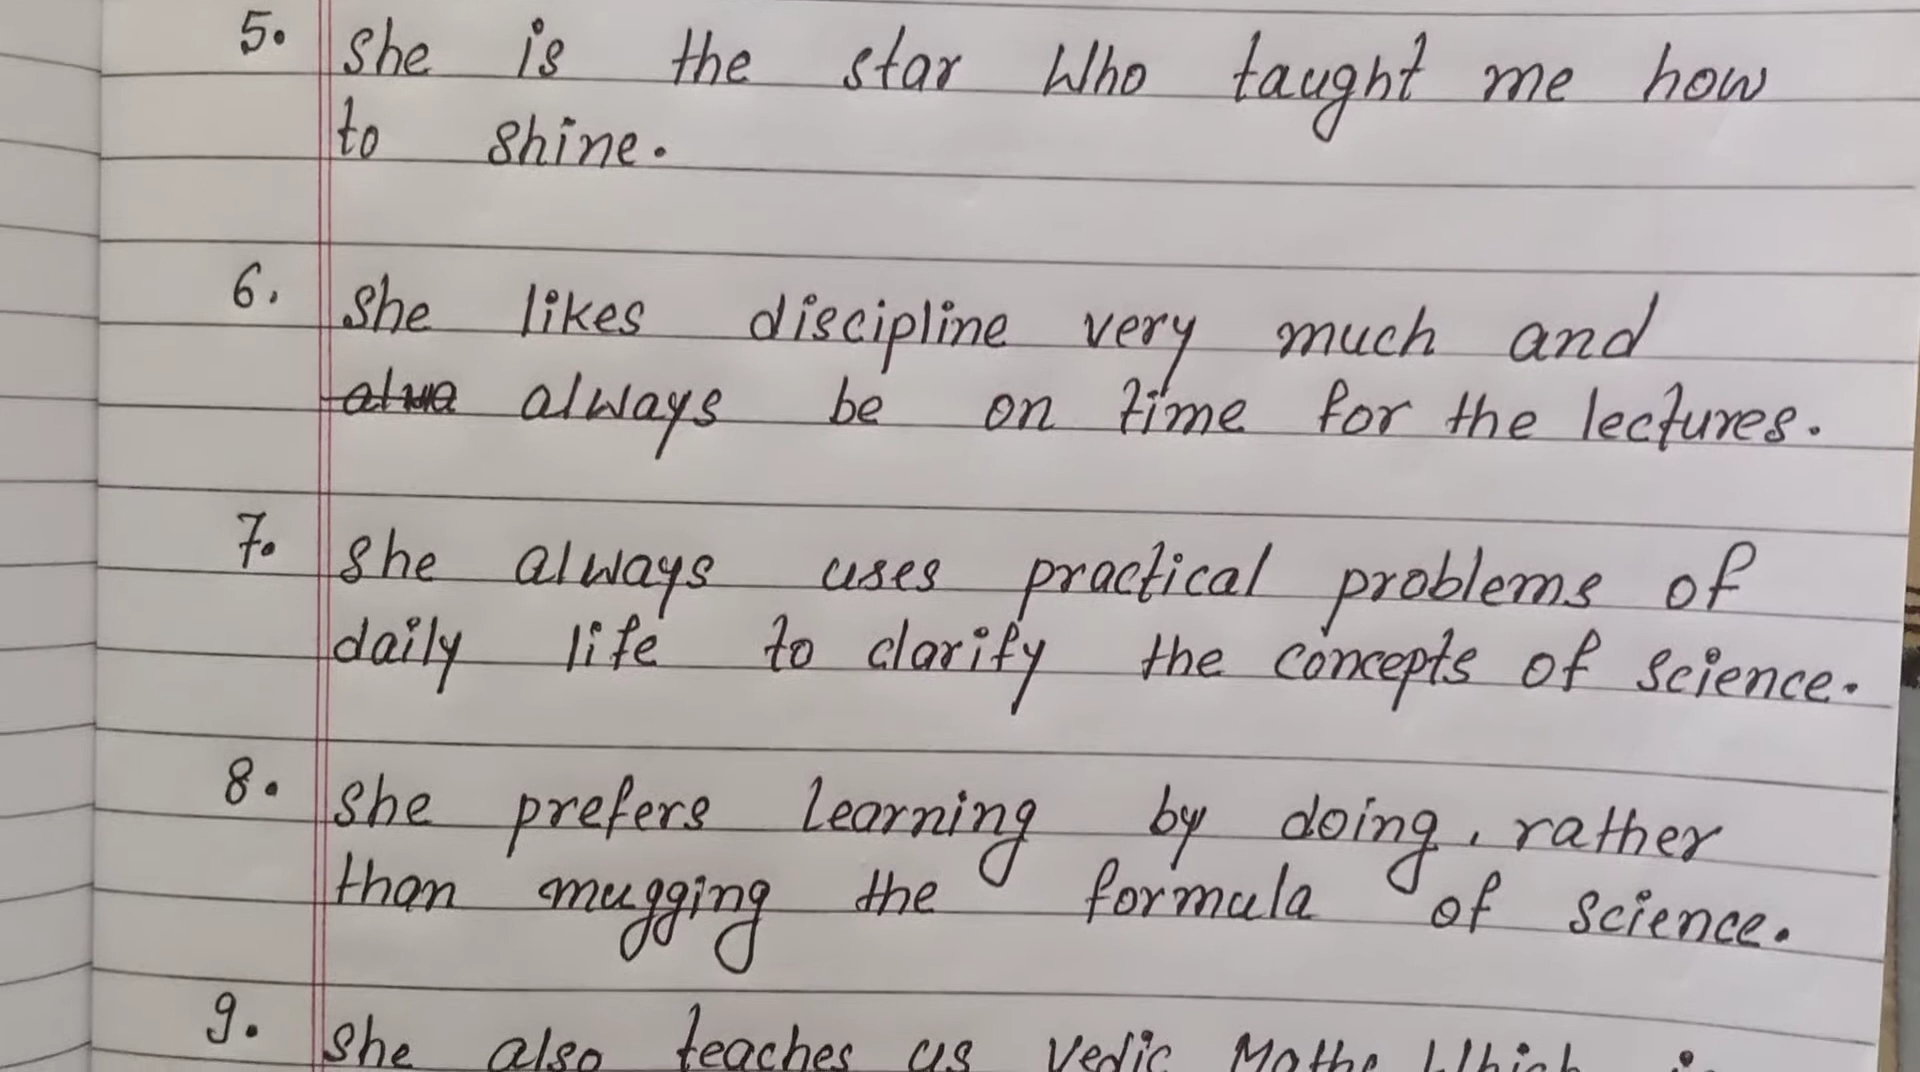 5. She is the star Who taught me how
to shine.
6. She likes discipline very much and
alwa always be on time for the lectures.
7. She always uses practical problems of
daily life to clarify the concepts of science.
8. She prefers learning by doing, rather
than mugging the formula of science.
9. She also teaches us Vedic Maths Which is